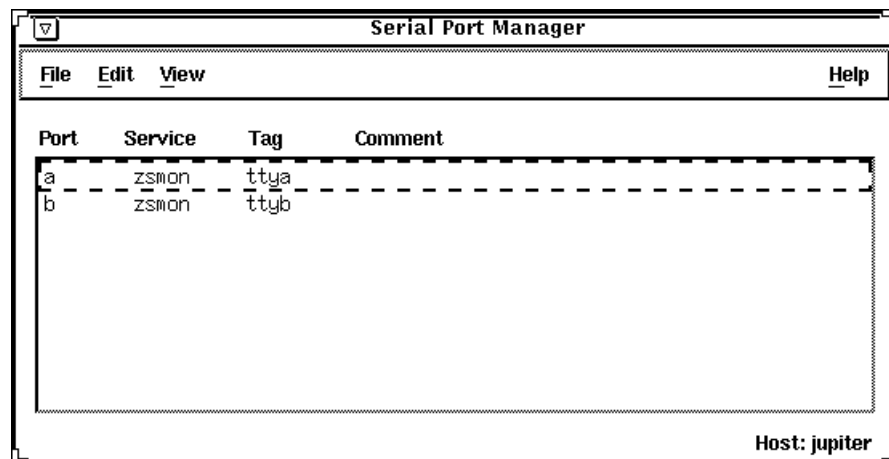 Serial Port Manager
File Edit View Help
Port Service Tag Comment
a zsmon ttya
b zsmon ttyb
Host: jupiter